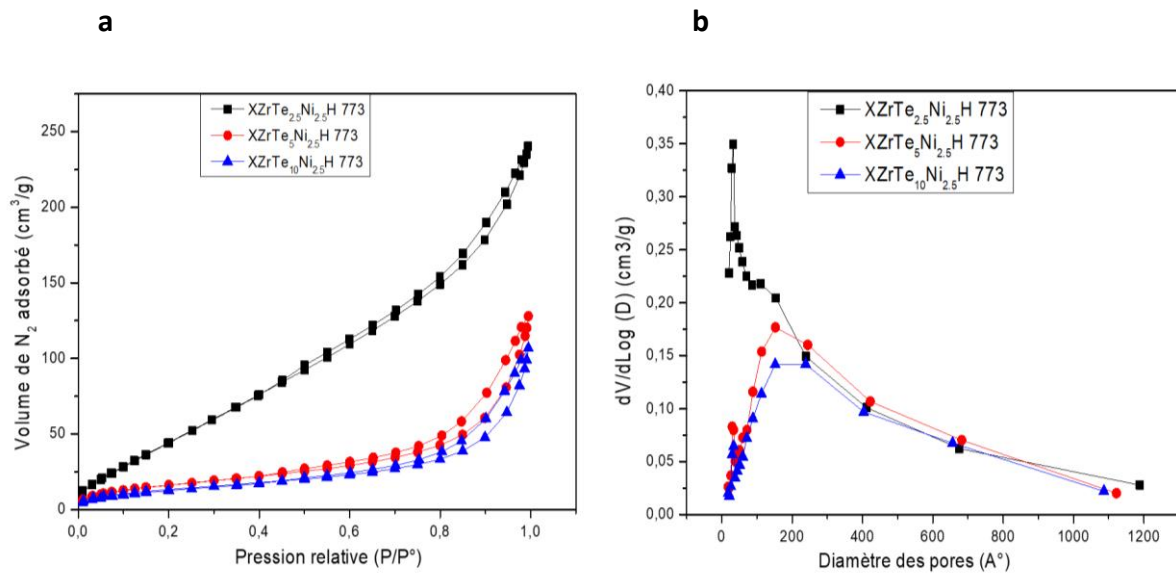 a
b
XZrTe2.5Ni2.5H 773
XZrTe5Ni2.5H 773
XZrTe10Ni2.5H 773
250
200
150
100
50
0
0,0 0,2 0,4 0,6 0,8 1,0
Volume de N2 adsorbé (cm3/g)
Pression relative (P/P°)
XZrTe2.5Ni2.5H 773
XZrTe5Ni2.5H 773
XZrTe10Ni2.5H 773
0,40
0,35
0,30
0,25
0,20
0,15
0,10
0,05
0,00
0 200 400 600 800 1000 1200
dV/dLog (D) (cm3/g)
Diamètre des pores (A°)